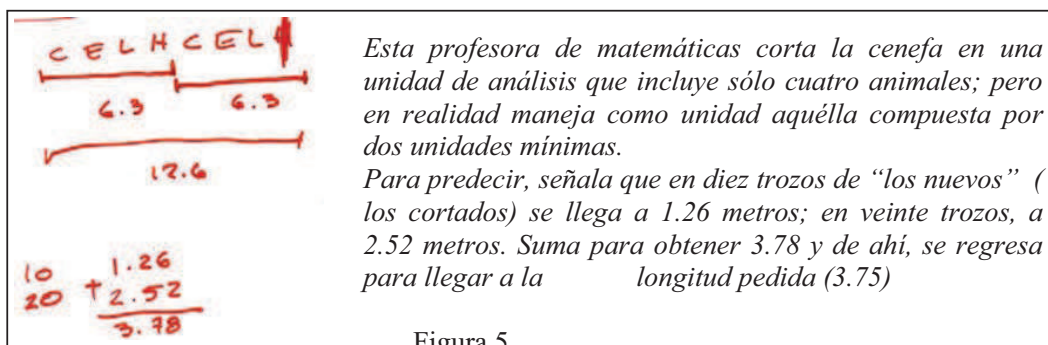 C E L H C E L H
6.3 6.3
12.6
10 1.26
20 + 2.52
3.78
Esta profesora de matemáticas corta la cenefa en una
unidad de análisis que incluye sólo cuatro animales; pero
en realidad maneja como unidad aquélla compuesta por
dos unidades mínimas.
Para predecir, señala que en diez trozos de “los nuevos” (
los cortados) se llega a 1.26 metros; en veinte trozos, a
2.52 metros. Suma para obtener 3.78 y de ahí, se regresa
para llegar a la longitud pedida (3.75)
Figura 5